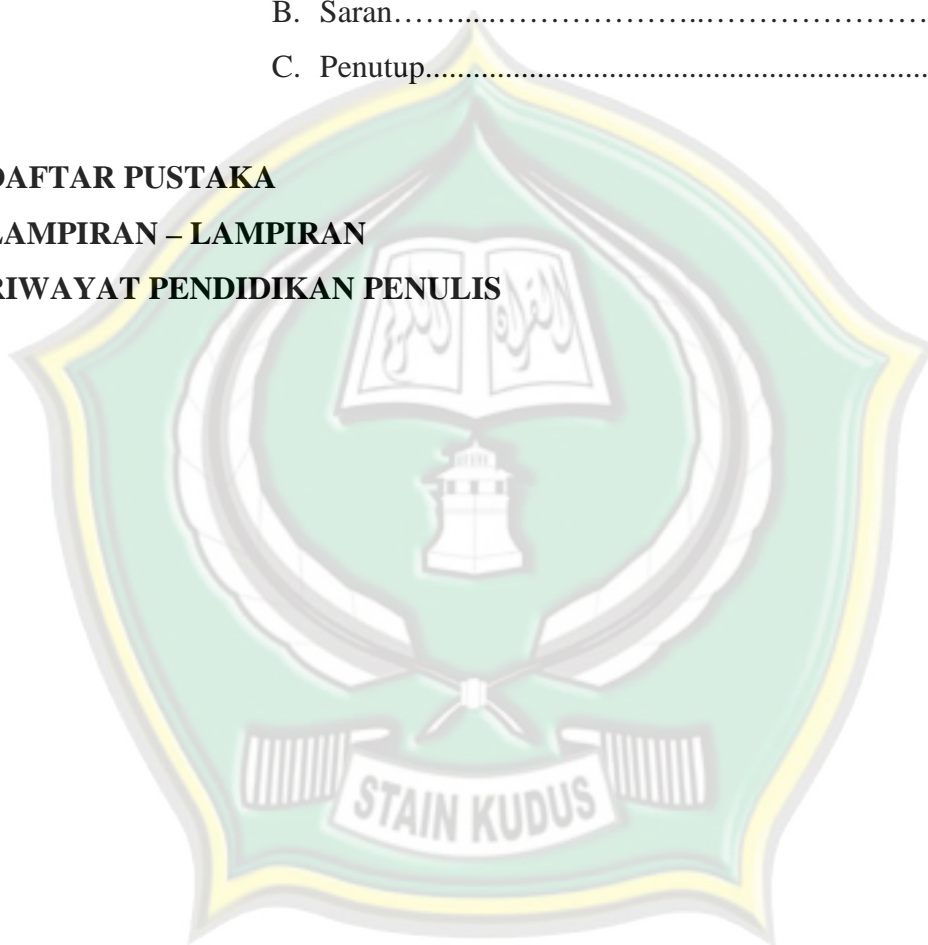 B. Saran……......…………………..…………………
C. Penutup.................................................................
DAFTAR PUSTAKA
LAMPIRAN – LAMPIRAN
RIWAYAT PENDIDIKAN PENULIS
STAIN KUDUS